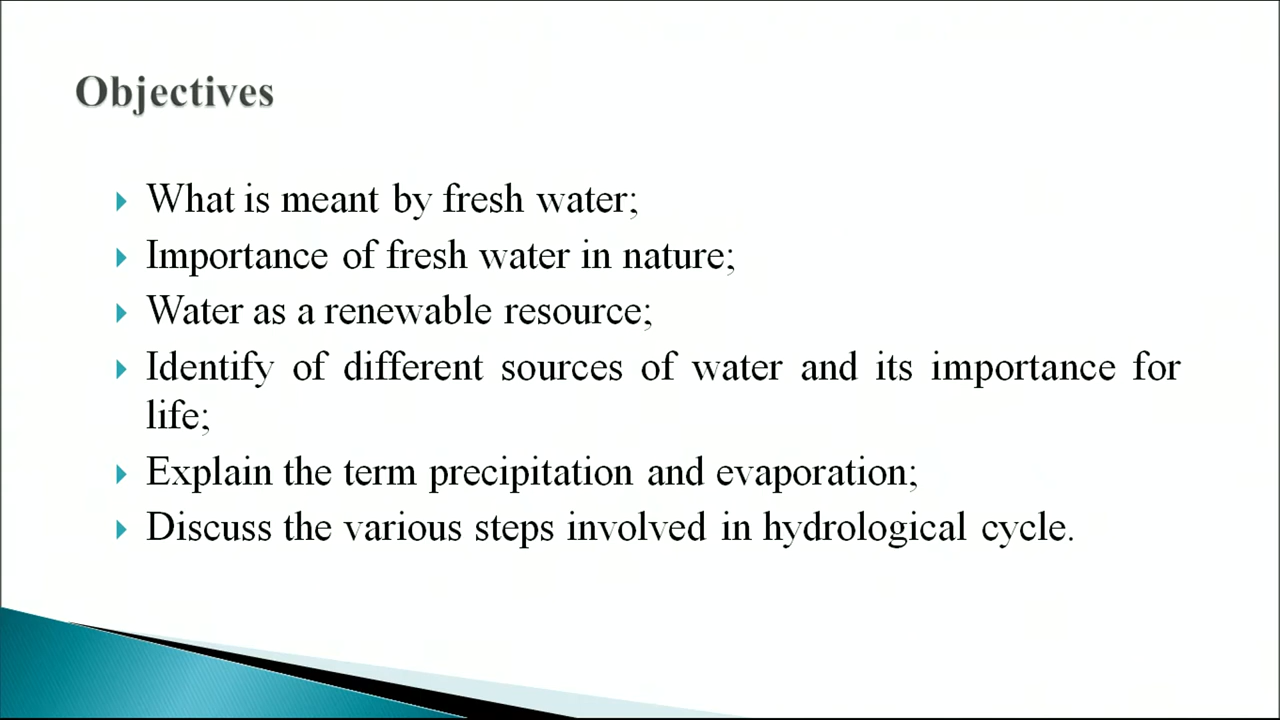 Objectives
What is meant by fresh water;
Importance of fresh water in nature;
Water as a renewable resource;
Identify of different sources of water and its importance for
life;
Explain the term precipitation and evaporation;
Discuss the various steps involved in hydrological cycle.